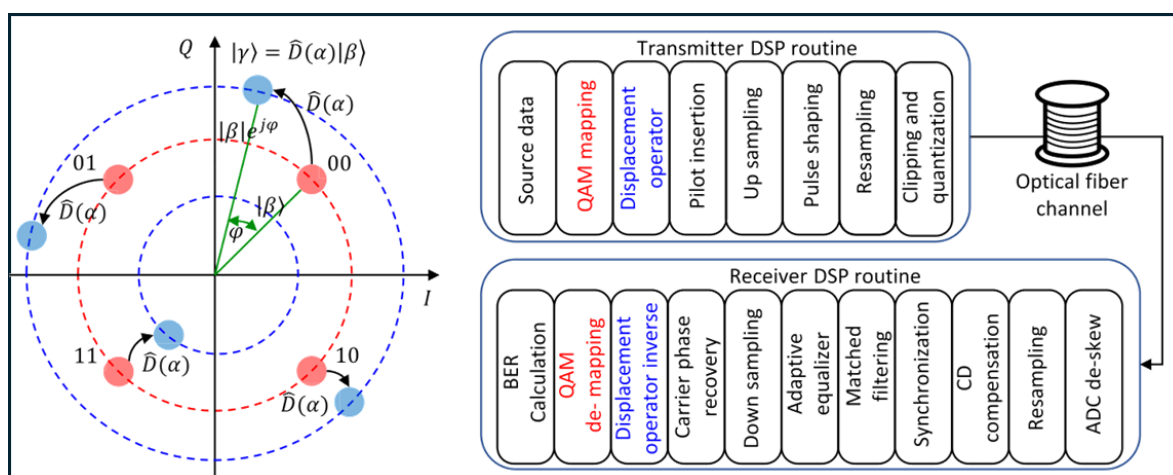 Q
|γ⟩ = D̂(α)|β⟩
D̂(α)
|β|e^{jφ}
01
00
D̂(α)
|β⟩
φ
I
11
10
D̂(α)
D̂(α)
Transmitter DSP routine
Source data
QAM mapping
Displacement
operator
Pilot insertion
Up sampling
Pulse shaping
Resampling
Clipping and
quantization
Optical fiber
channel
Receiver DSP routine
BER
Calculation
QAM
de- mapping
Displacement
operator inverse
Carrier phase
recovery
Down sampling
Adaptive
equalizer
Matched
filtering
Synchronization
CD
compensation
Resampling
ADC de-skew